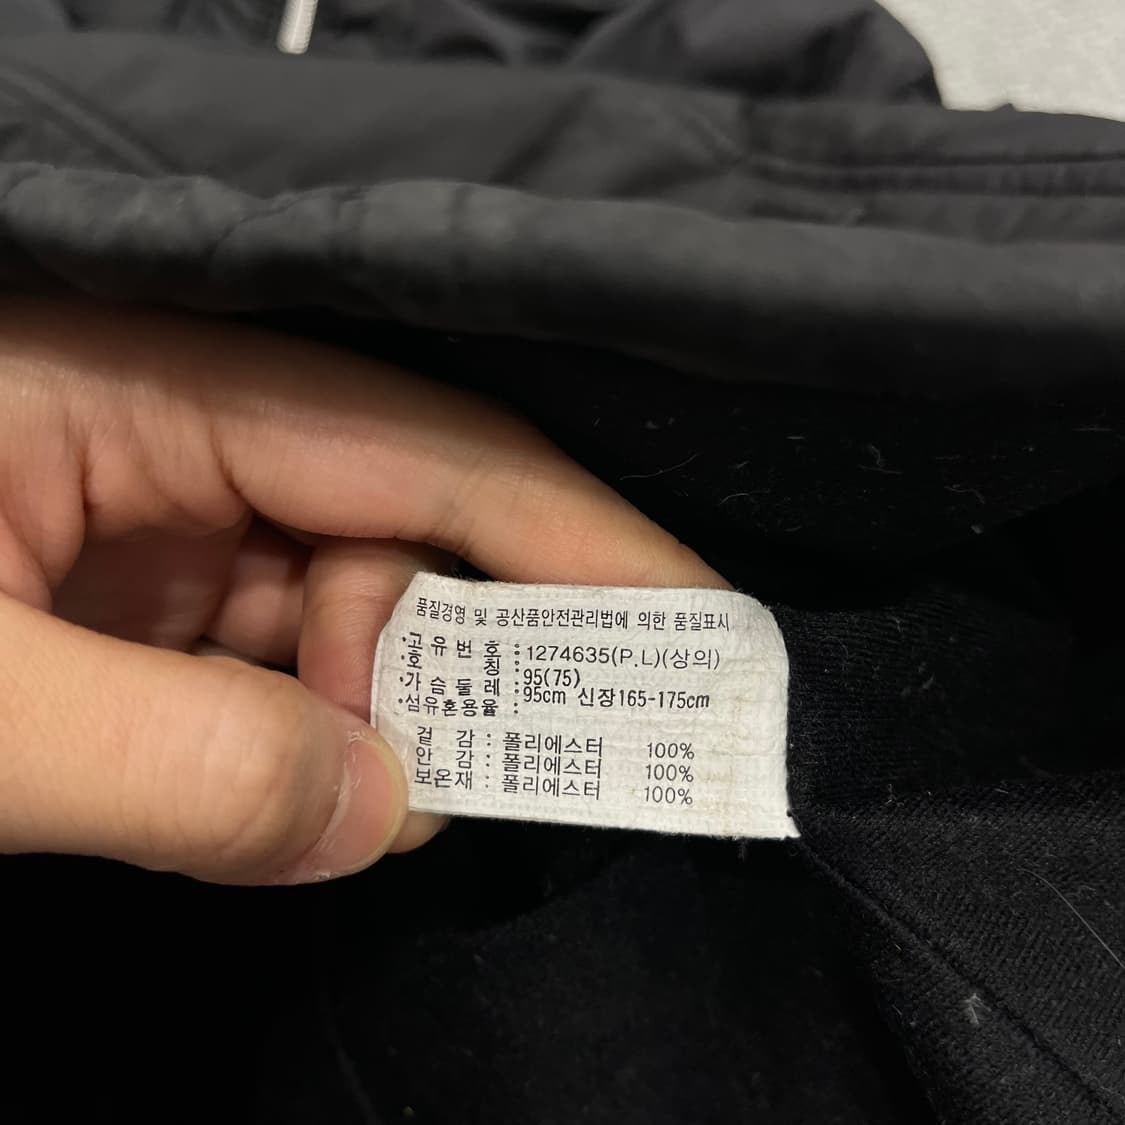 품질경영 및 공산품안전관리법에 의한 품질표시
·고유번호 : 1274635(P.L)(상의)
·호 칭 : 95(75)
·가슴둘레 : 95cm 신장165-175cm
·섬유혼용율 :
겉 감 : 폴리에스터 100%
안 감 : 폴리에스터 100%
보온재 : 폴리에스터 100%